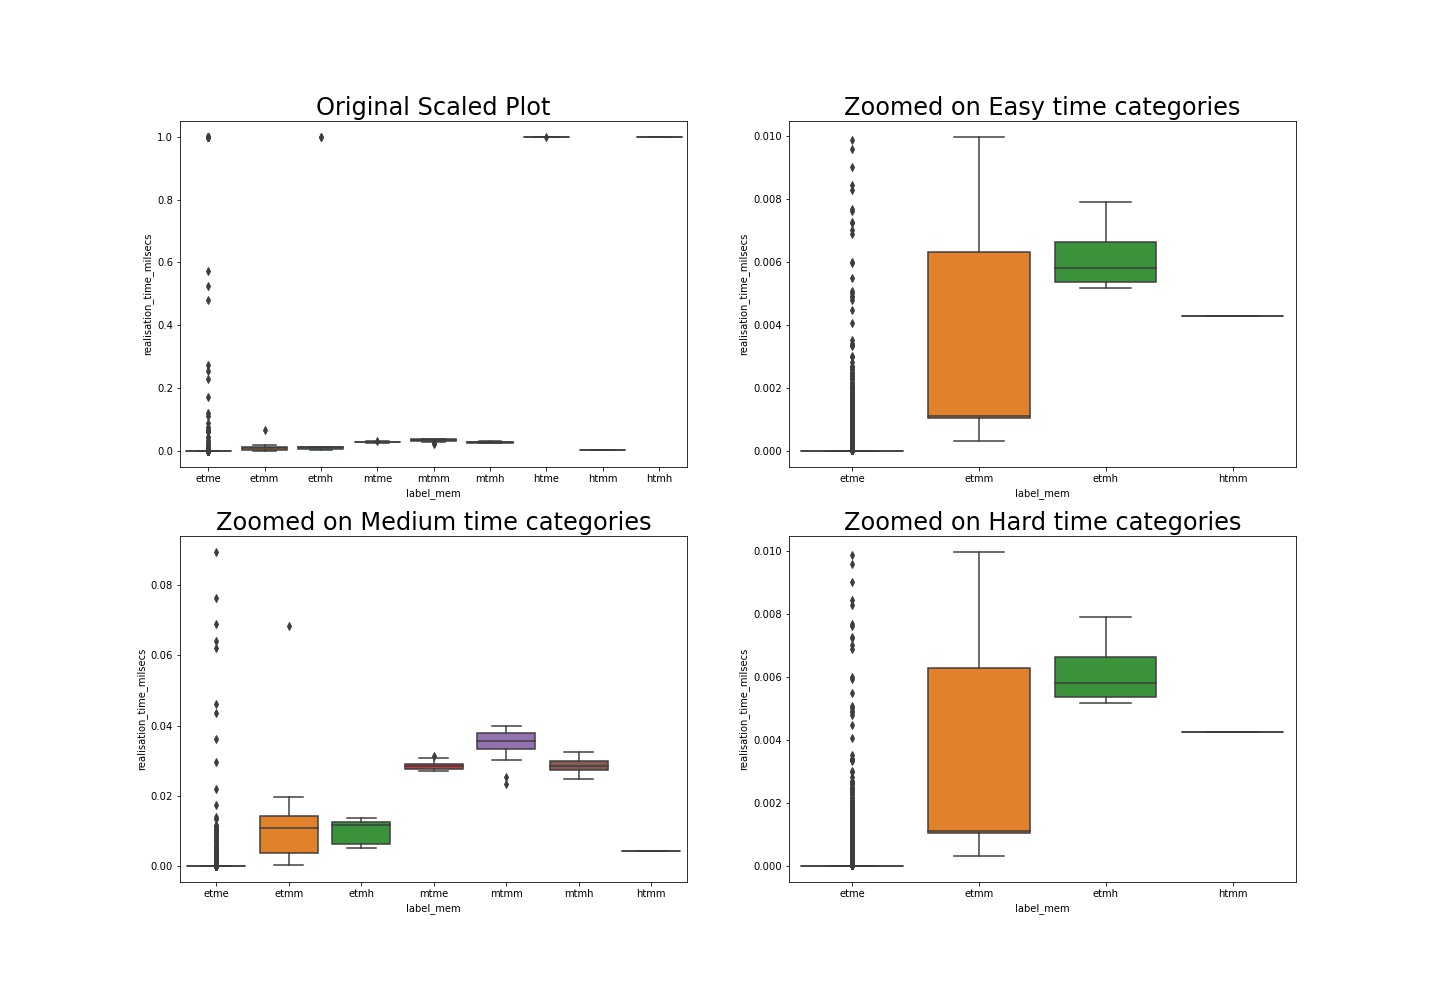 Original Scaled Plot
1.0
0.8
0.6
0.4
0.2
0.0
realisation_time_milsecs
etme etmm etmh mtme mtmm mtmh htme htmm htmh
label_mem
Zoomed on Easy time categories
0.010
0.008
0.006
0.004
0.002
0.000
realisation_time_milsecs
etme etmm etmh htmm
label_mem
Zoomed on Medium time categories
0.08
0.06
0.04
0.02
0.00
realisation_time_milsecs
etme etmm etmh mtme mtmm mtmh htmm
label_mem
Zoomed on Hard time categories
0.010
0.008
0.006
0.004
0.002
0.000
realisation_time_milsecs
etme etmm etmh htmm
label_mem